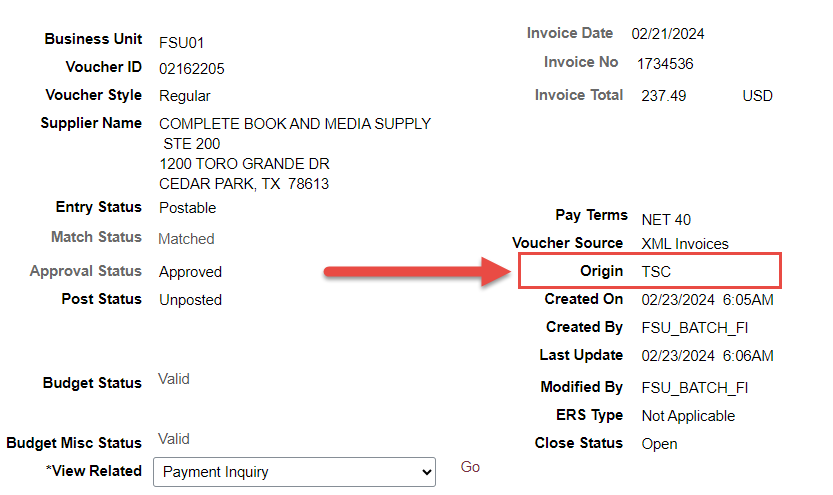 Business Unit FSU01
Voucher ID 02162205
Voucher Style Regular
Supplier Name COMPLETE BOOK AND MEDIA SUPPLY
STE 200
1200 TORO GRANDE DR
CEDAR PARK, TX 78613
Entry Status Postable
Match Status Matched
Approval Status Approved
Post Status Unposted
Budget Status Valid
Budget Misc Status Valid
*View Related Payment Inquiry Go
Invoice Date 02/21/2024
Invoice No 1734536
Invoice Total 237.49 USD
Pay Terms NET 40
Voucher Source XML Invoices
Origin TSC
Created On 02/23/2024 6:05AM
Created By FSU_BATCH_FI
Last Update 02/23/2024 6:06AM
Modified By FSU_BATCH_FI
ERS Type Not Applicable
Close Status Open